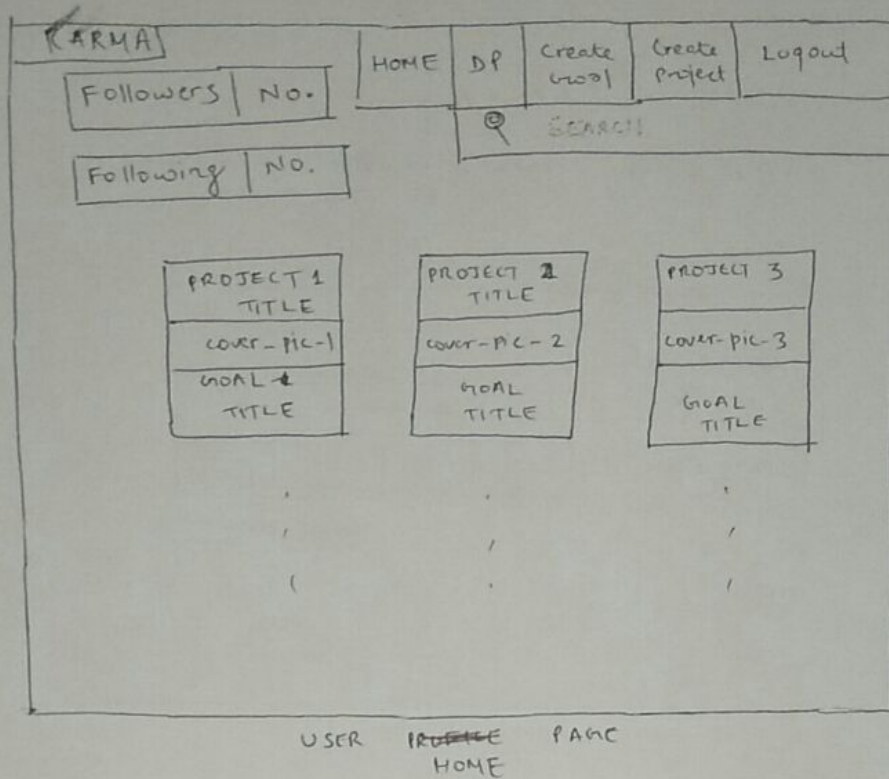 KARMA
HOME
DP
Create
Goal
Create
project
Logout
Followers
No.
SEARCH
Following
No.
PROJECT 1
TITLE
cover-pic-1
GOAL
TITLE
PROJECT 2
TITLE
cover-pic-2
GOAL
TITLE
PROJECT 3
cover-pic-3
GOAL
TITLE
USER PROFILE PAGE
HOME